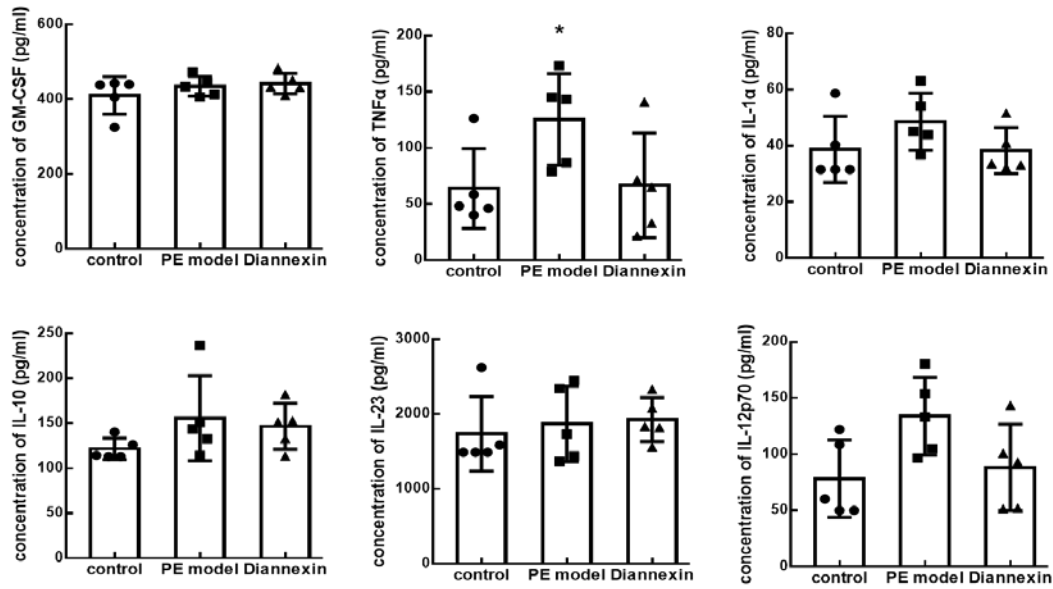 concentration of GM-CSF (pg/ml)
600
400
200
0
control PE model Diannexin
concentration of TNFα (pg/ml)
200
150
100
50
0
*
control PE model Diannexin
concentration of IL-1α (pg/ml)
80
60
40
20
0
control PE model Diannexin
concentration of IL-10 (pg/ml)
250
200
150
100
50
0
control PE model Diannexin
concentration of IL-23 (pg/ml)
3000
2000
1000
0
control PE model Diannexin
concentration of IL-12p70 (pg/ml)
200
150
100
50
0
control PE model Diannexin